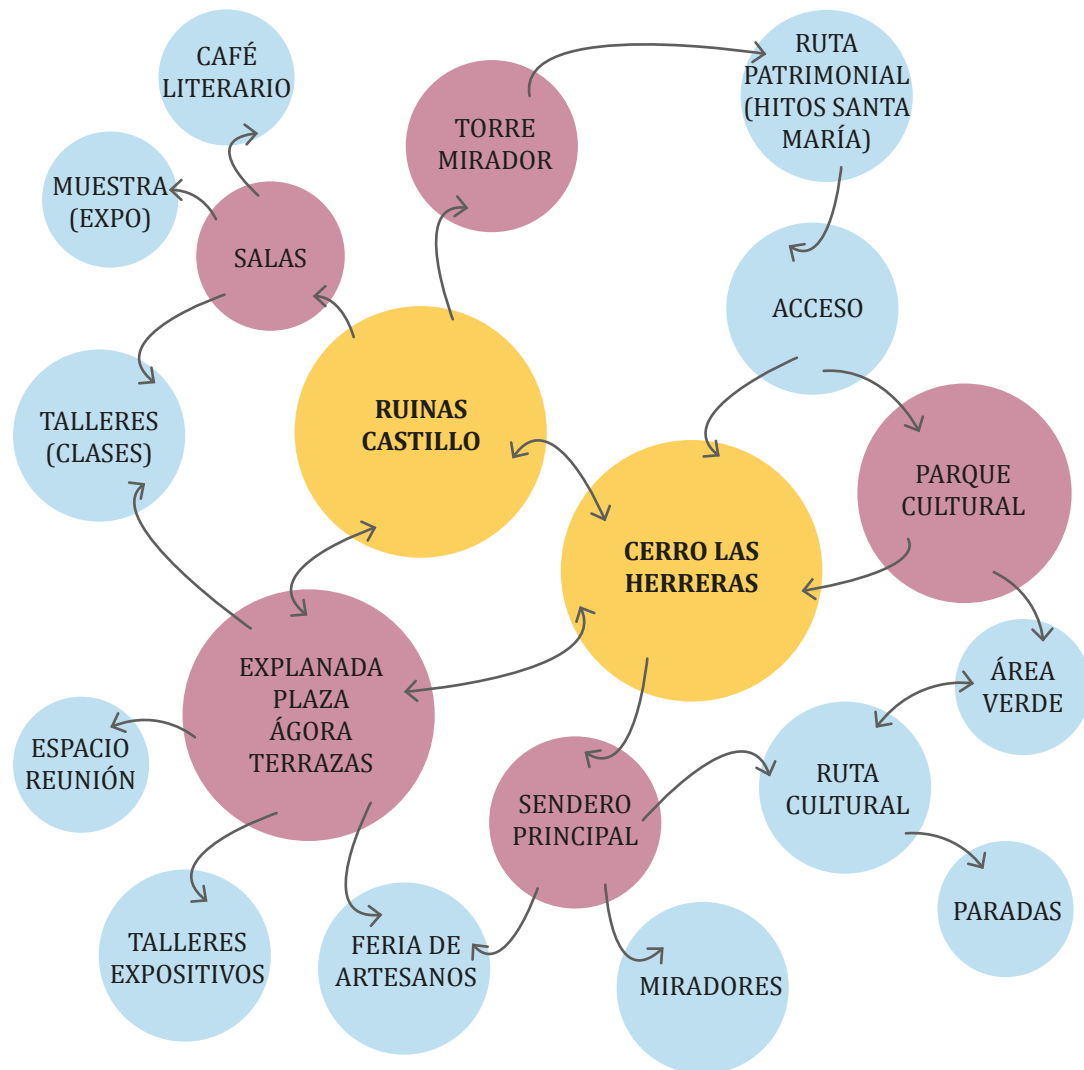 CAFÉ
LITERARIO
MUESTRA
(EXPO)
SALAS
TORRE
MIRADOR
RUTA
PATRIMONIAL
(HITOS SANTA
MARÍA)
ACCESO
TALLERES
(CLASES)
RUINAS
CASTILLO
PARQUE
CULTURAL
CERRO LAS
HERRERAS
EXPLANADA
PLAZA
ÁGORA
TERRAZAS
ÁREA
VERDE
ESPACIO
REUNIÓN
SENDERO
PRINCIPAL
RUTA
CULTURAL
PARADAS
TALLERES
EXPOSITIVOS
FERIA DE
ARTESANOS
MIRADORES